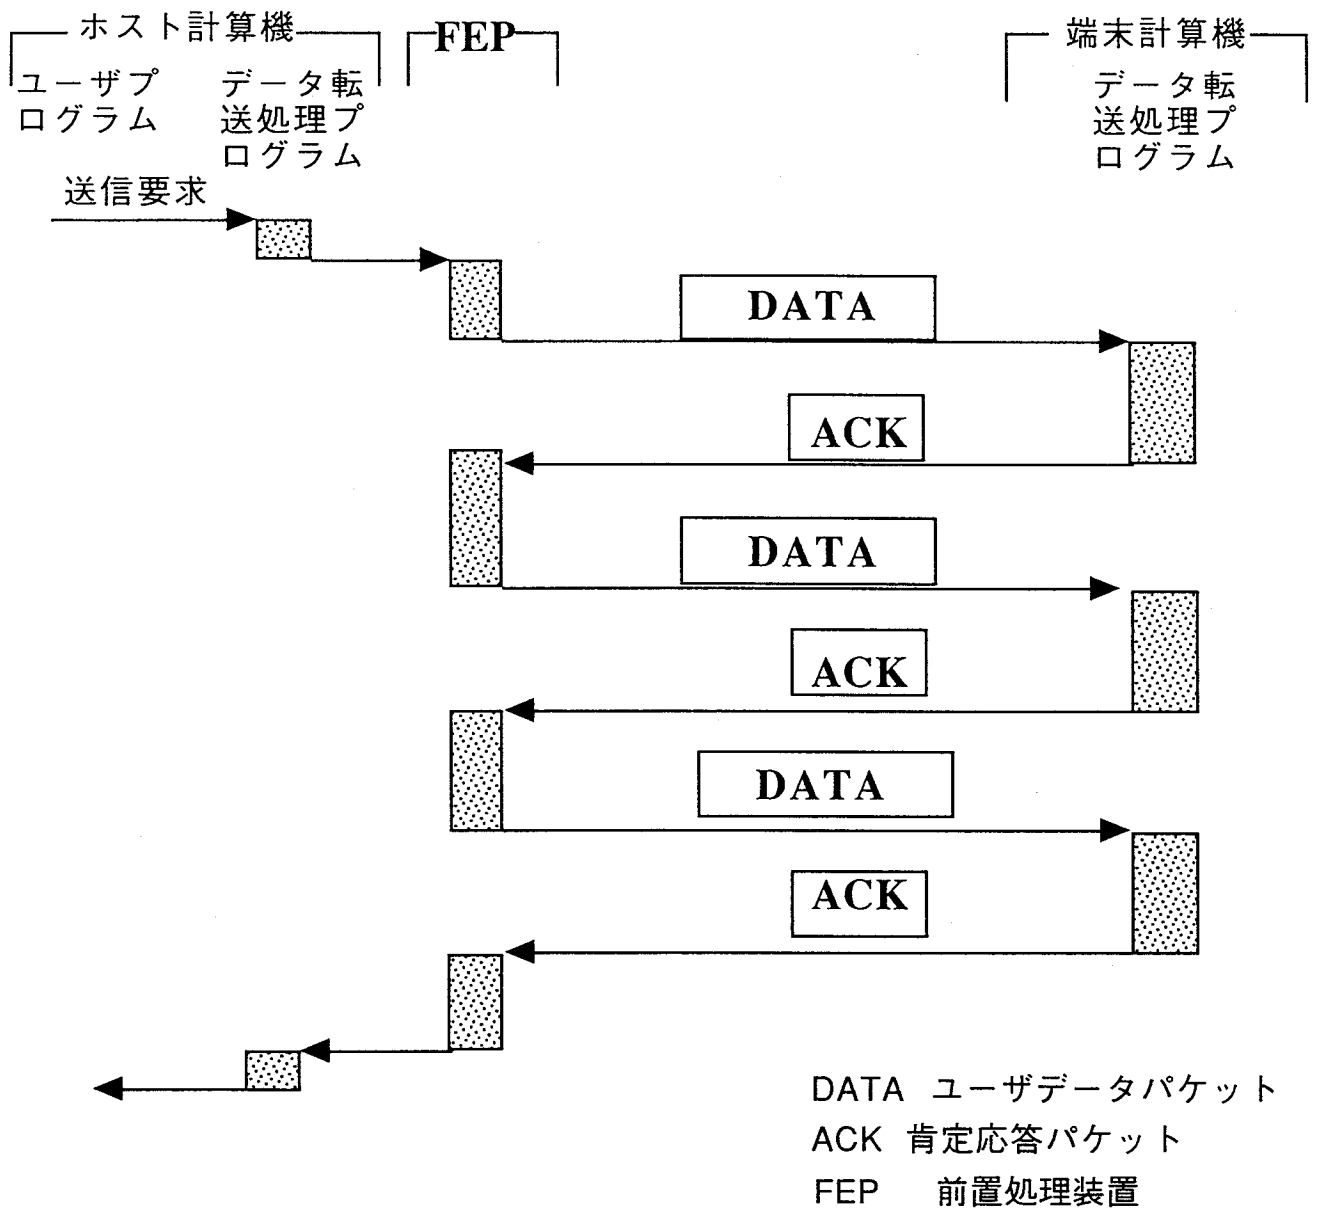 ホスト計算機
FEP
端末計算機
ユーザプ
ログラム
データ転
送処理プ
ログラム
データ転
送処理プ
ログラム
送信要求
DATA
ACK
DATA
ACK
DATA
ACK
DATA ユーザデータパケット
ACK 肯定応答パケット
FEP 前置処理装置